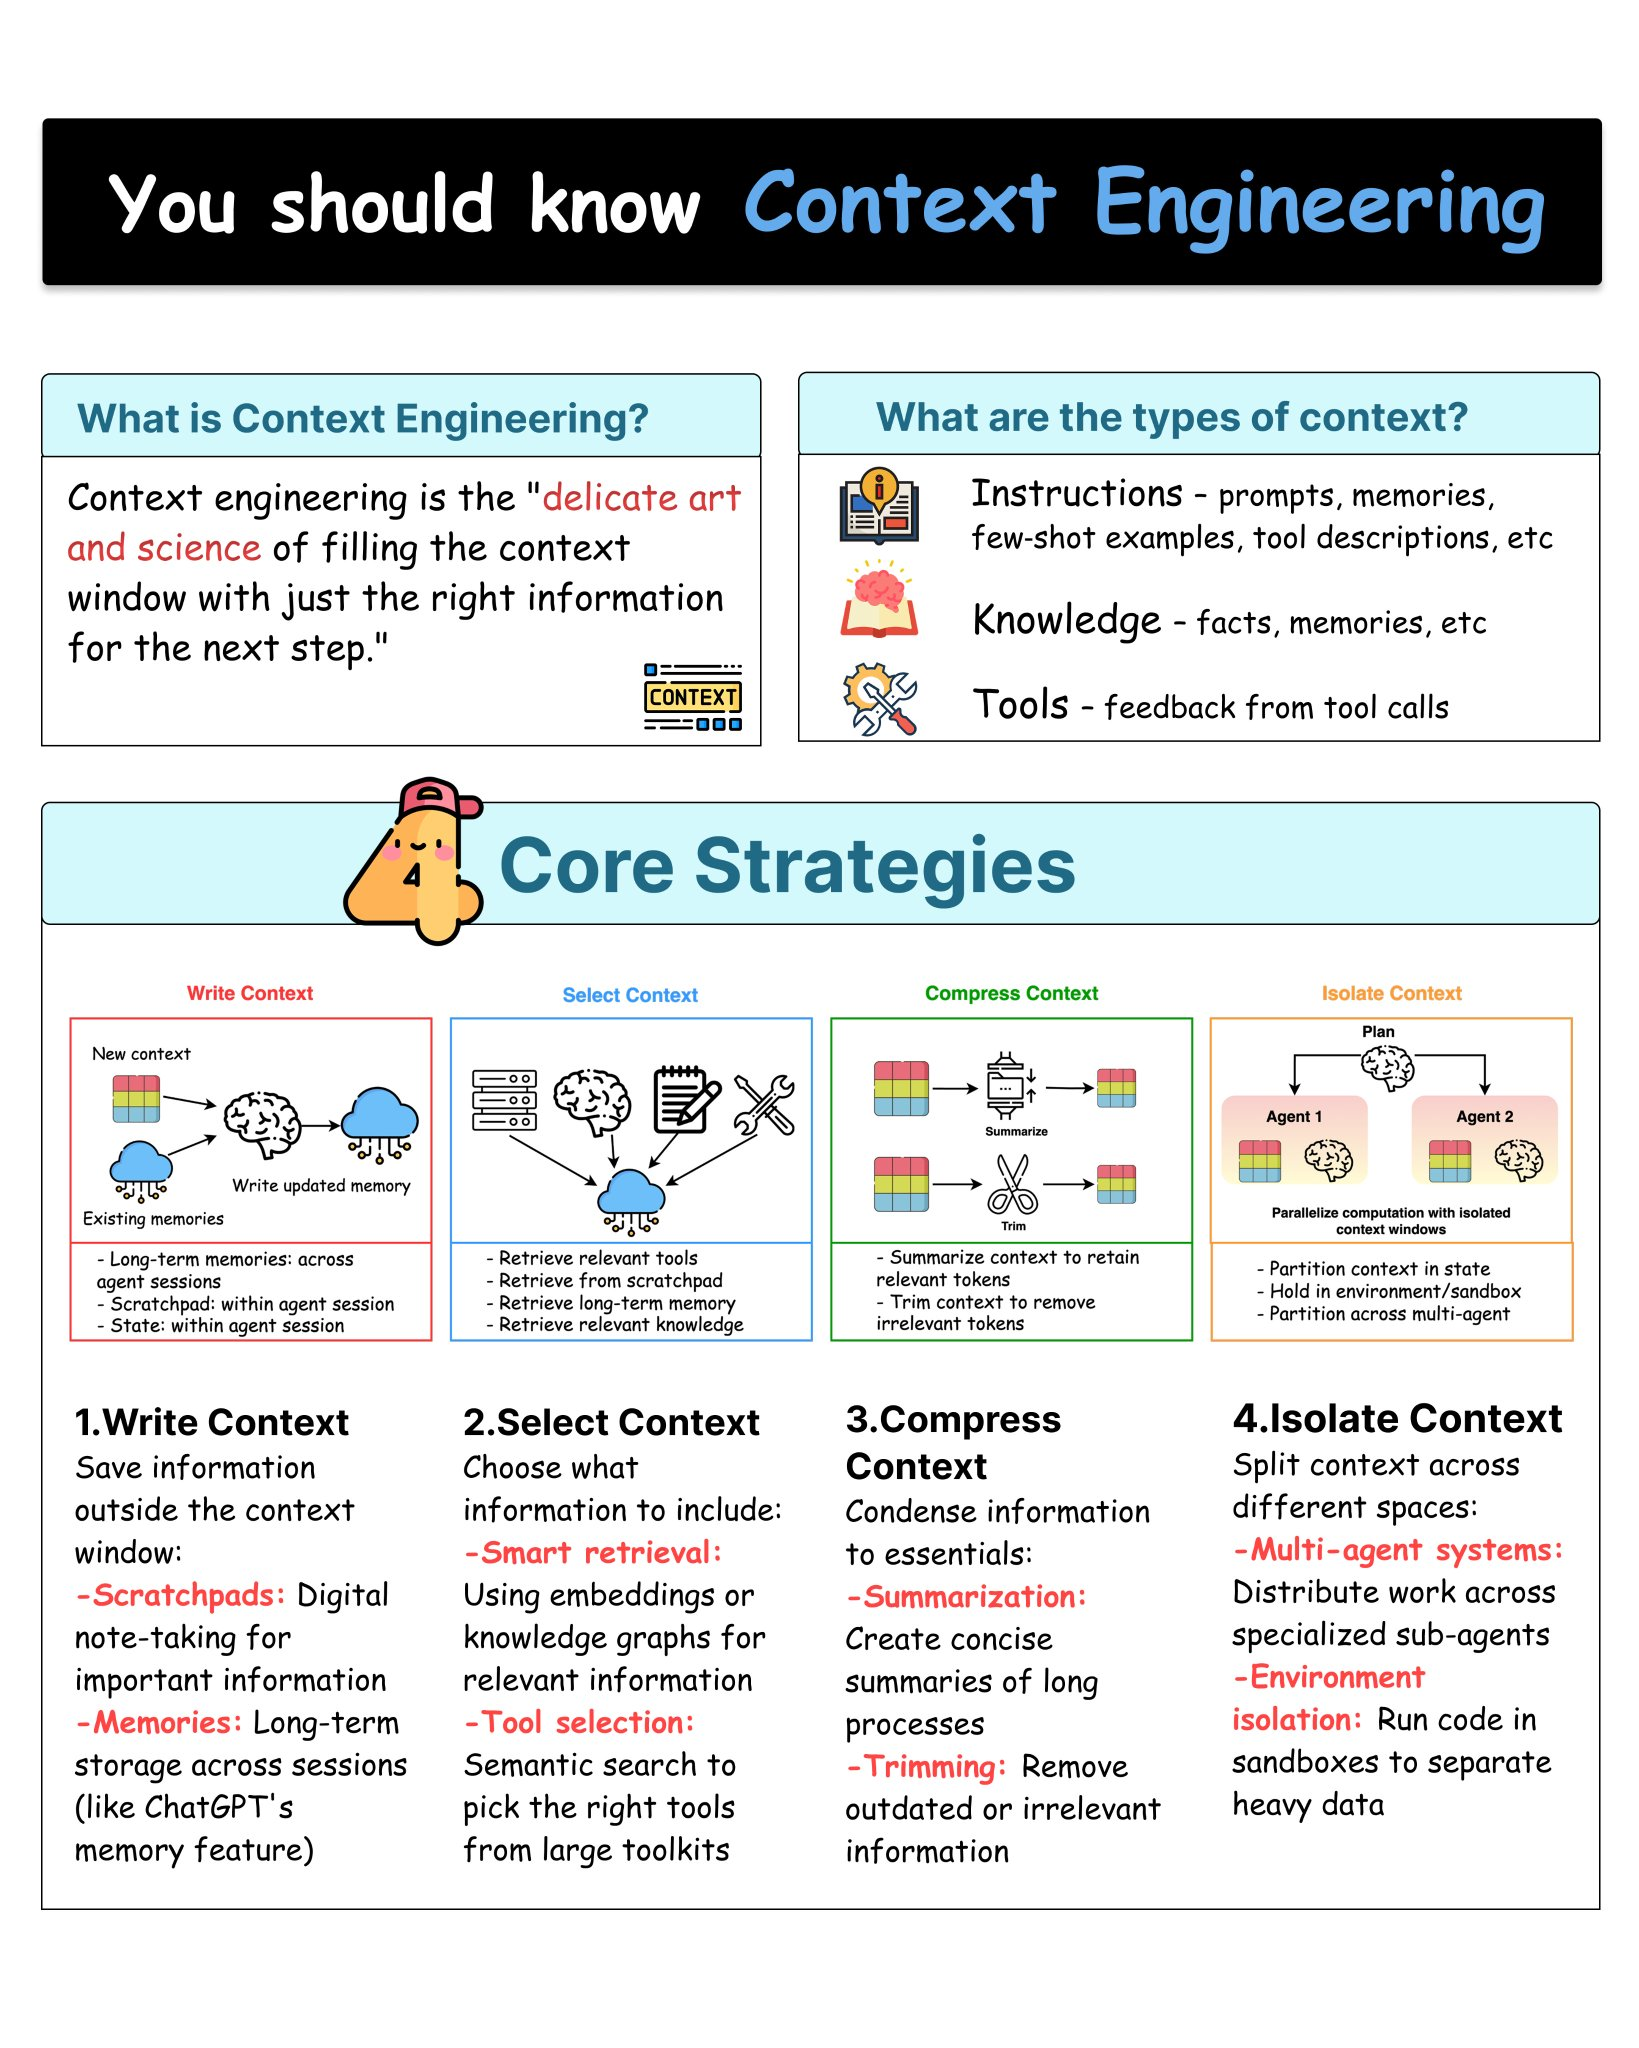 You should know Context Engineering
What is Context Engineering?
Context engineering is the "delicate art
and science of filling the context
window with just the right information
for the next step."
CONTEXT
What are the types of context?
Instructions – prompts, memories,
few-shot examples, tool descriptions, etc
Knowledge – facts, memories, etc
Tools – feedback from tool calls
4 Core Strategies
Write Context
New context
Existing memories
Write updated memory
- Long-term memories: across
agent sessions
- Scratchpad: within agent session
- State: within agent session
Select Context
- Retrieve relevant tools
- Retrieve from scratchpad
- Retrieve long-term memory
- Retrieve relevant knowledge
Compress Context
Summarize
Trim
- Summarize context to retain
relevant tokens
- Trim context to remove
irrelevant tokens
Isolate Context
Plan
Agent 1
Agent 2
Parallelize computation with isolated
context windows
- Partition context in state
- Hold in environment/sandbox
- Partition across multi-agent
1.Write Context
Save information
outside the context
window:
-Scratchpads: Digital
note-taking for
important information
-Memories: Long-term
storage across sessions
(like ChatGPT's
memory feature)
2.Select Context
Choose what
information to include:
-Smart retrieval:
Using embeddings or
knowledge graphs for
relevant information
-Tool selection:
Semantic search to
pick the right tools
from large toolkits
3.Compress
Context
Condense information
to essentials:
-Summarization:
Create concise
summaries of long
processes
-Trimming: Remove
outdated or irrelevant
information
4.Isolate Context
Split context across
different spaces:
-Multi-agent systems:
Distribute work across
specialized sub-agents
-Environment
isolation: Run code in
sandboxes to separate
heavy data